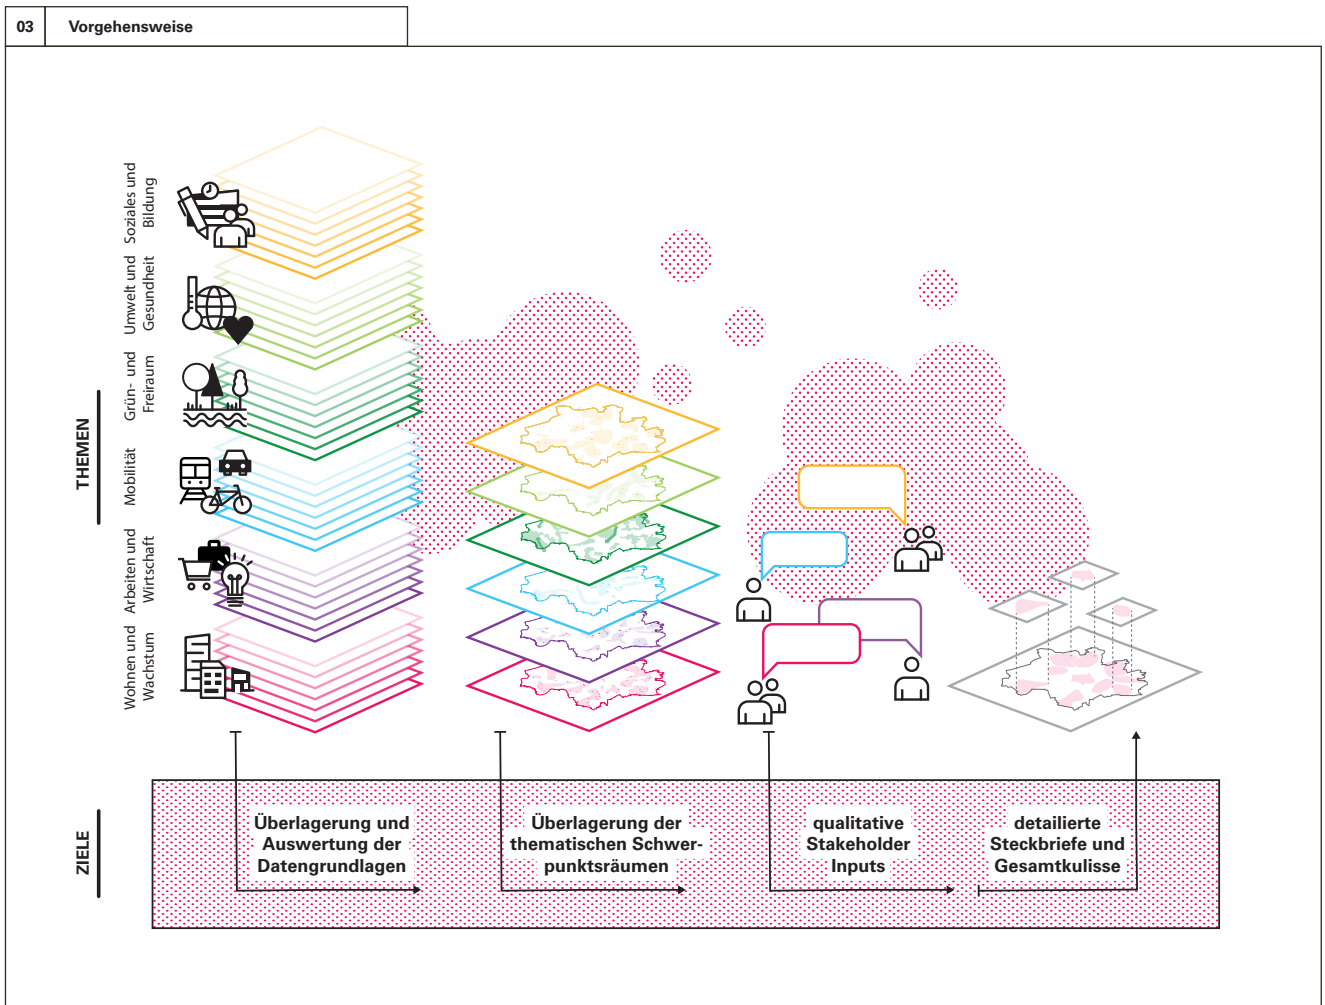 03
Vorgehensweise
THEMEN
Soziales und
Bildung
Umwelt und
Gesundheit
Grün- und
Freiraum
Mobilität
Arbeiten und
Wirtschaft
Wohnen und
Wachstum
ZIELE
Überlagerung und
Auswertung der
Datengrundlagen
Überlagerung der
thematischen Schwer-
punktsräumen
qualitative
Stakeholder
Inputs
detailierte
Steckbriefe und
Gesamtkulisse